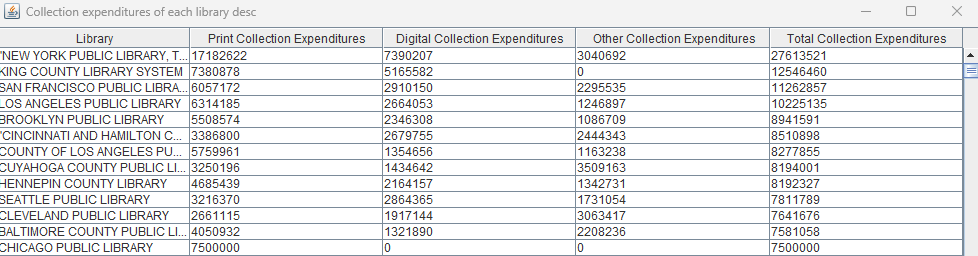 Collection expenditures of each library desc
Library Print Collection Expenditures Digital Collection Expenditures Other Collection Expenditures Total Collection Expenditures
"NEW YORK PUBLIC LIBRARY, T... 17182622 7390207 3040692 27613521
KING COUNTY LIBRARY SYSTEM 7380878 5165582 0 12546460
SAN FRANCISCO PUBLIC LIBRA... 6057172 2910150 2295535 11262857
LOS ANGELES PUBLIC LIBRARY 6314185 2664053 1246897 10225135
BROOKLYN PUBLIC LIBRARY 5508574 2346308 1086709 8941591
"CINCINNATI AND HAMILTON C... 3386800 2679755 2444343 8510898
COUNTY OF LOS ANGELES PU... 5759961 1354656 1163238 8277855
CUYAHOGA COUNTY PUBLIC LI... 3250196 1434642 3509163 8194001
HENNEPIN COUNTY LIBRARY 4685439 2164157 1342731 8192327
SEATTLE PUBLIC LIBRARY 3216370 2864365 1731054 7811789
CLEVELAND PUBLIC LIBRARY 2661115 1917144 3063417 7641676
BALTIMORE COUNTY PUBLIC LI... 4050932 1321890 2208236 7581058
CHICAGO PUBLIC LIBRARY 7500000 0 0 7500000